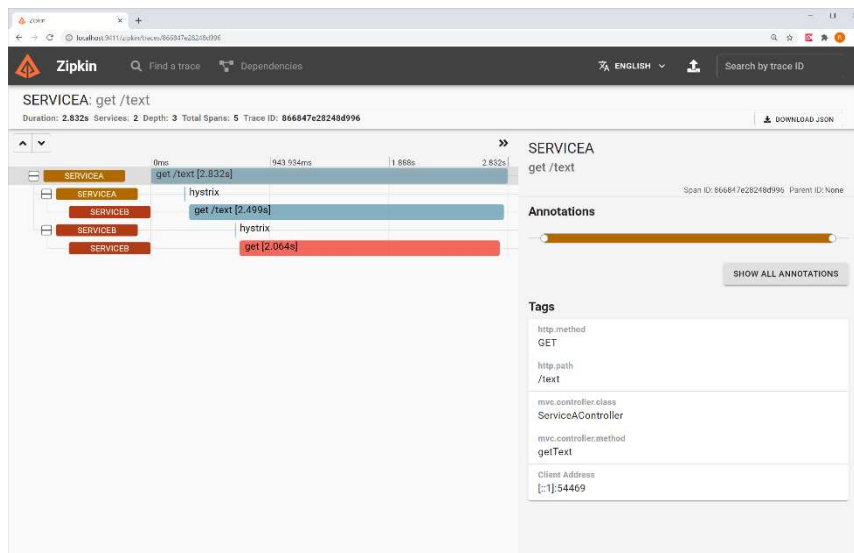 Zipkin
localhost:9411/zipkin/traces/866847e28248d996
Zipkin
Find a trace
Dependencies
ENGLISH
Search by trace ID
SERVICEA: get /text
Duration: 2.832s Services: 2 Depth: 3 Total Spans: 5 Trace ID: 866847e28248d996
DOWNLOAD JSON
0ms 943.934ms 1.888s 2.832s
SERVICEA get /text [2.832s]
SERVICEA hystrix
SERVICEB get /text [2.499s]
SERVICEB hystrix
SERVICEB get [2.064s]
SERVICEA
get /text
Span ID: 866847e28248d996 Parent ID: None
Annotations
SHOW ALL ANNOTATIONS
Tags
http.method
GET
http.path
/text
mvc.controller.class
ServiceAController
mvc.controller.method
getText
Client Address
[::1]:54469